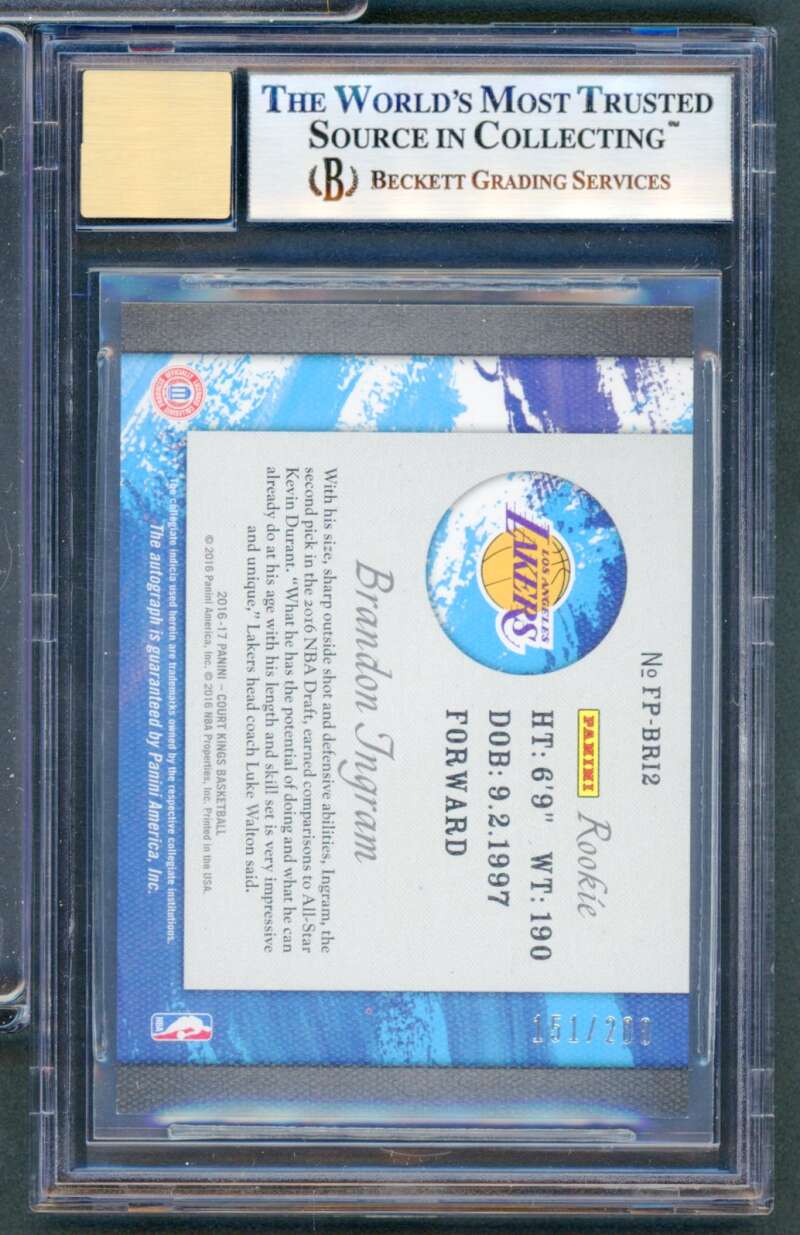 THE WORLD'S MOST TRUSTED
SOURCE IN COLLECTING™
B BECKETT GRADING SERVICES
No FP-BRI2
PANINI Rookie
HT: 6'9" WT: 190
DOB: 9.2.1997
FORWARD
LOS ANGELES
LAKERS
Brandon Ingram
With his size, sharp outside shot and defensive abilities, Ingram, the
second pick in the 2016 NBA Draft, earned comparisons to All-Star
Kevin Durant. "What he has the potential of doing and what he can
already do at his age with his length and skill set is very impressive
and unique," Lakers head coach Luke Walton said.
2016-17 PANINI – COURT KINGS BASKETBALL
© 2016 Panini America, Inc. © 2016 NBA Properties, Inc. Printed in the USA.
The collegiate indicia used herein are trademarks owned by the respective collegiate institutions.
The autograph is guaranteed by Panini America, Inc.
151/200
NBA